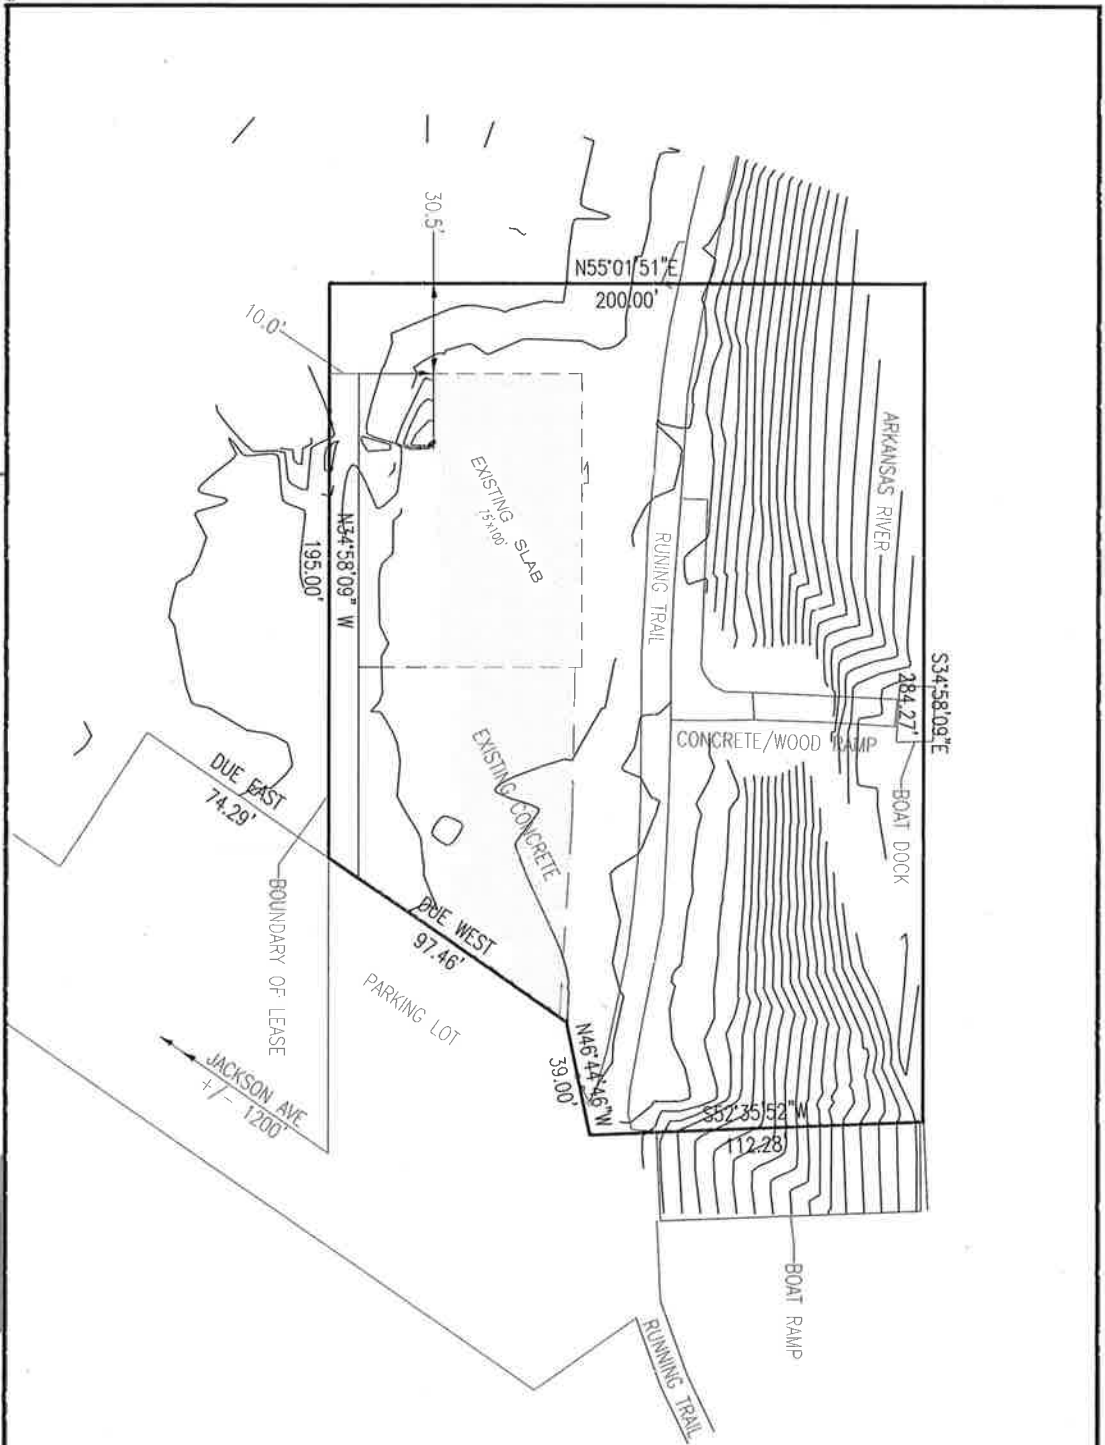 30.5'
N55°01'51"E
200.00'
10.0'
ARKANSAS RIVER
EXISTING SLAB
75'x100'
N34°58'09" W
195.00'
RUNING TRAIL
S34°58'09"E
284.27'
CONCRETE/WOOD RAMP
BOAT DOCK
EXISTING CONCRETE
DUE EAST
74.29'
BOUNDARY OF LEASE
DUE WEST
97.46'
PARKING LOT
N46°44'46"W
39.00'
JACKSON AVE
+/- 1200'
S52°35'52"W
112.28'
BOAT RAMP
RUNNING TRAIL